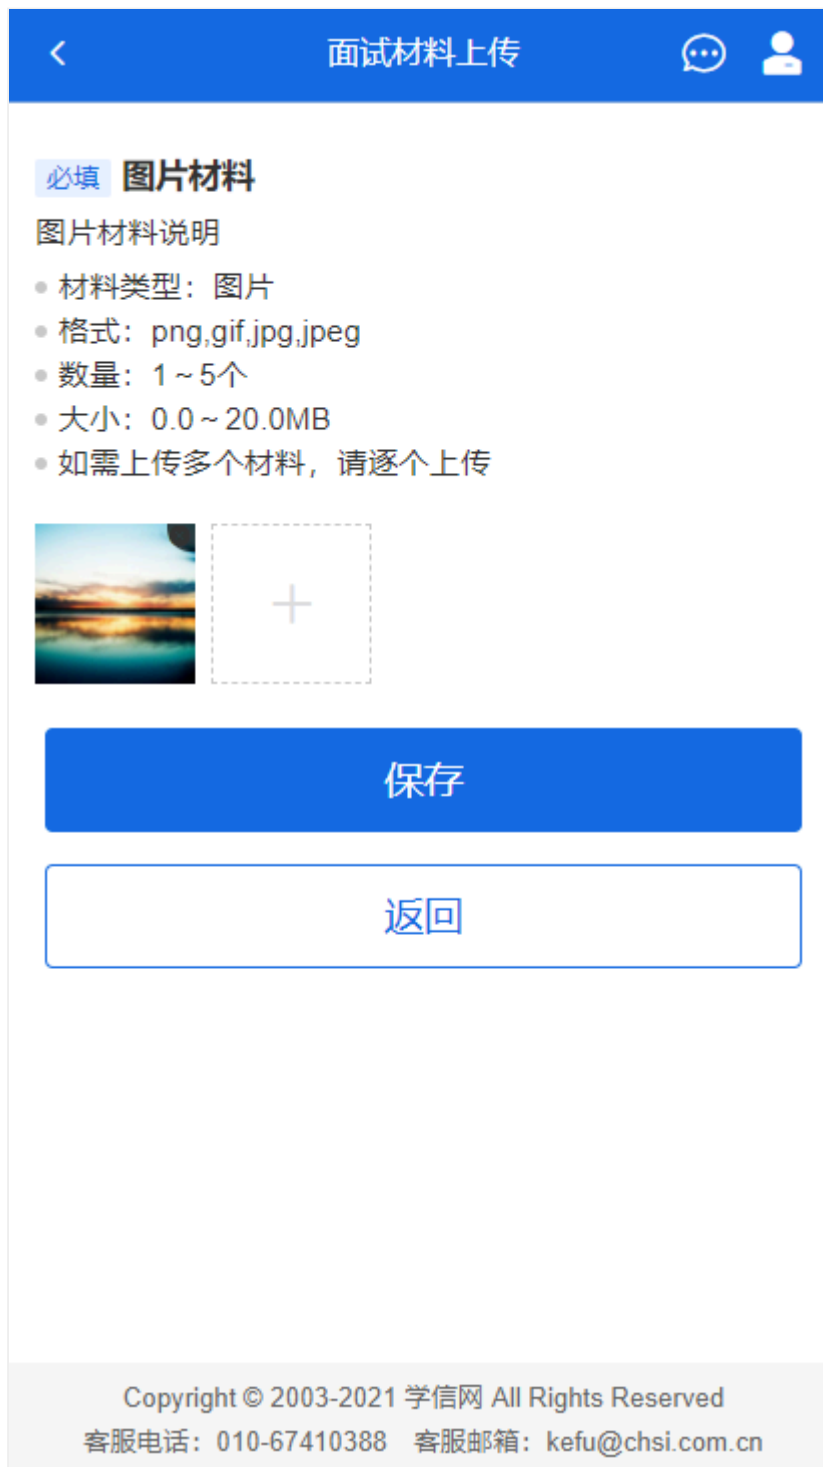 面试材料上传
必填 图片材料
图片材料说明
材料类型：图片
格式：png,gif,jpg,jpeg
数量：1～5个
大小：0.0～20.0MB
如需上传多个材料，请逐个上传
保存
返回
Copyright © 2003-2021 学信网 All Rights Reserved
客服电话：010-67410388 客服邮箱：kefu@chsi.com.cn